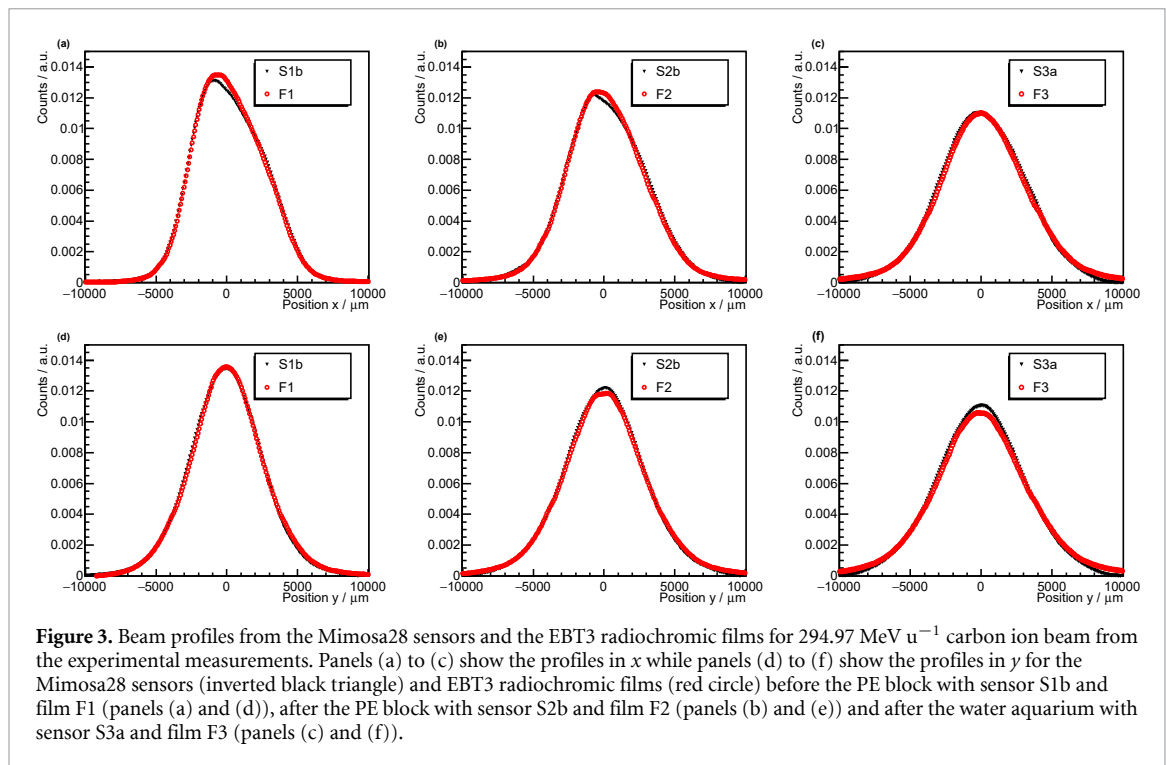 (a)
Counts / a.u.
0.014
0.012
0.01
0.008
0.006
0.004
0.002
0
S1b
F1
−10000 −5000 0 5000 10000
Position x / μm
(b)
Counts / a.u.
0.014
0.012
0.01
0.008
0.006
0.004
0.002
0
S2b
F2
−10000 −5000 0 5000 10000
Position x / μm
(c)
Counts / a.u.
0.014
0.012
0.01
0.008
0.006
0.004
0.002
0
S3a
F3
−10000 −5000 0 5000 10000
Position x / μm
(d)
Counts / a.u.
0.014
0.012
0.01
0.008
0.006
0.004
0.002
0
S1b
F1
−10000 −5000 0 5000 10000
Position y / μm
(e)
Counts / a.u.
0.014
0.012
0.01
0.008
0.006
0.004
0.002
0
S2b
F2
−10000 −5000 0 5000 10000
Position y / μm
(f)
Counts / a.u.
0.014
0.012
0.01
0.008
0.006
0.004
0.002
0
S3a
F3
−10000 −5000 0 5000 10000
Position y / μm
Figure 3. Beam profiles from the Mimosa28 sensors and the EBT3 radiochromic films for 294.97 MeV u⁻¹ carbon ion beam from
the experimental measurements. Panels (a) to (c) show the profiles in x while panels (d) to (f) show the profiles in y for the
Mimosa28 sensors (inverted black triangle) and EBT3 radiochromic films (red circle) before the PE block with sensor S1b and
film F1 (panels (a) and (d)), after the PE block with sensor S2b and film F2 (panels (b) and (e)) and after the water aquarium with
sensor S3a and film F3 (panels (c) and (f)).